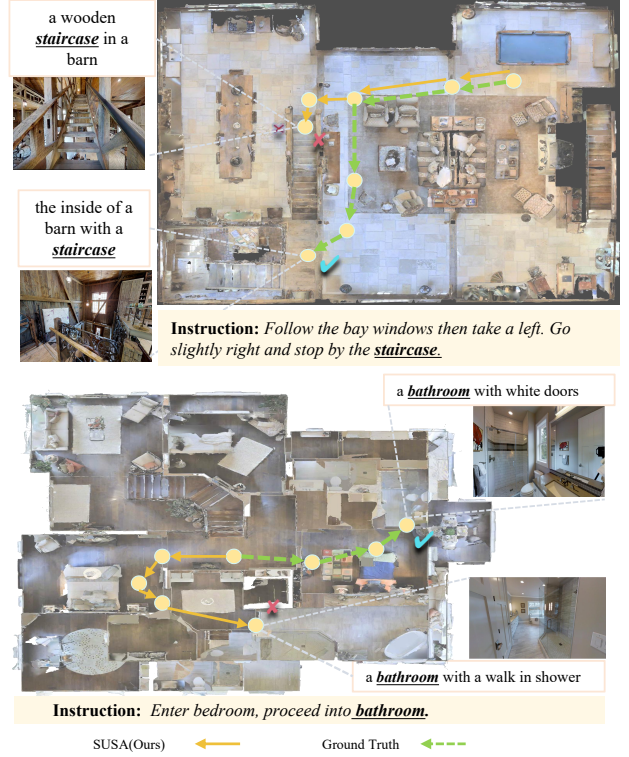 a wooden
staircase in a
barn
the inside of a
barn with a
staircase
Instruction: Follow the bay windows then take a left. Go
slightly right and stop by the staircase.
a bathroom with white doors
a bathroom with a walk in shower
Instruction: Enter bedroom, proceed into bathroom.
SUSA(Ours)
Ground Truth